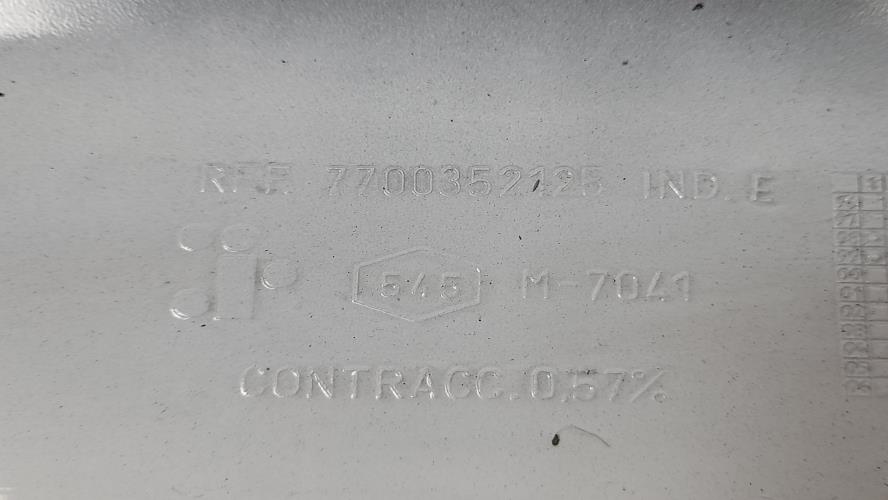 REF. 7700352125 IND. E
545 M-7041
CONTRACC. 0,57%